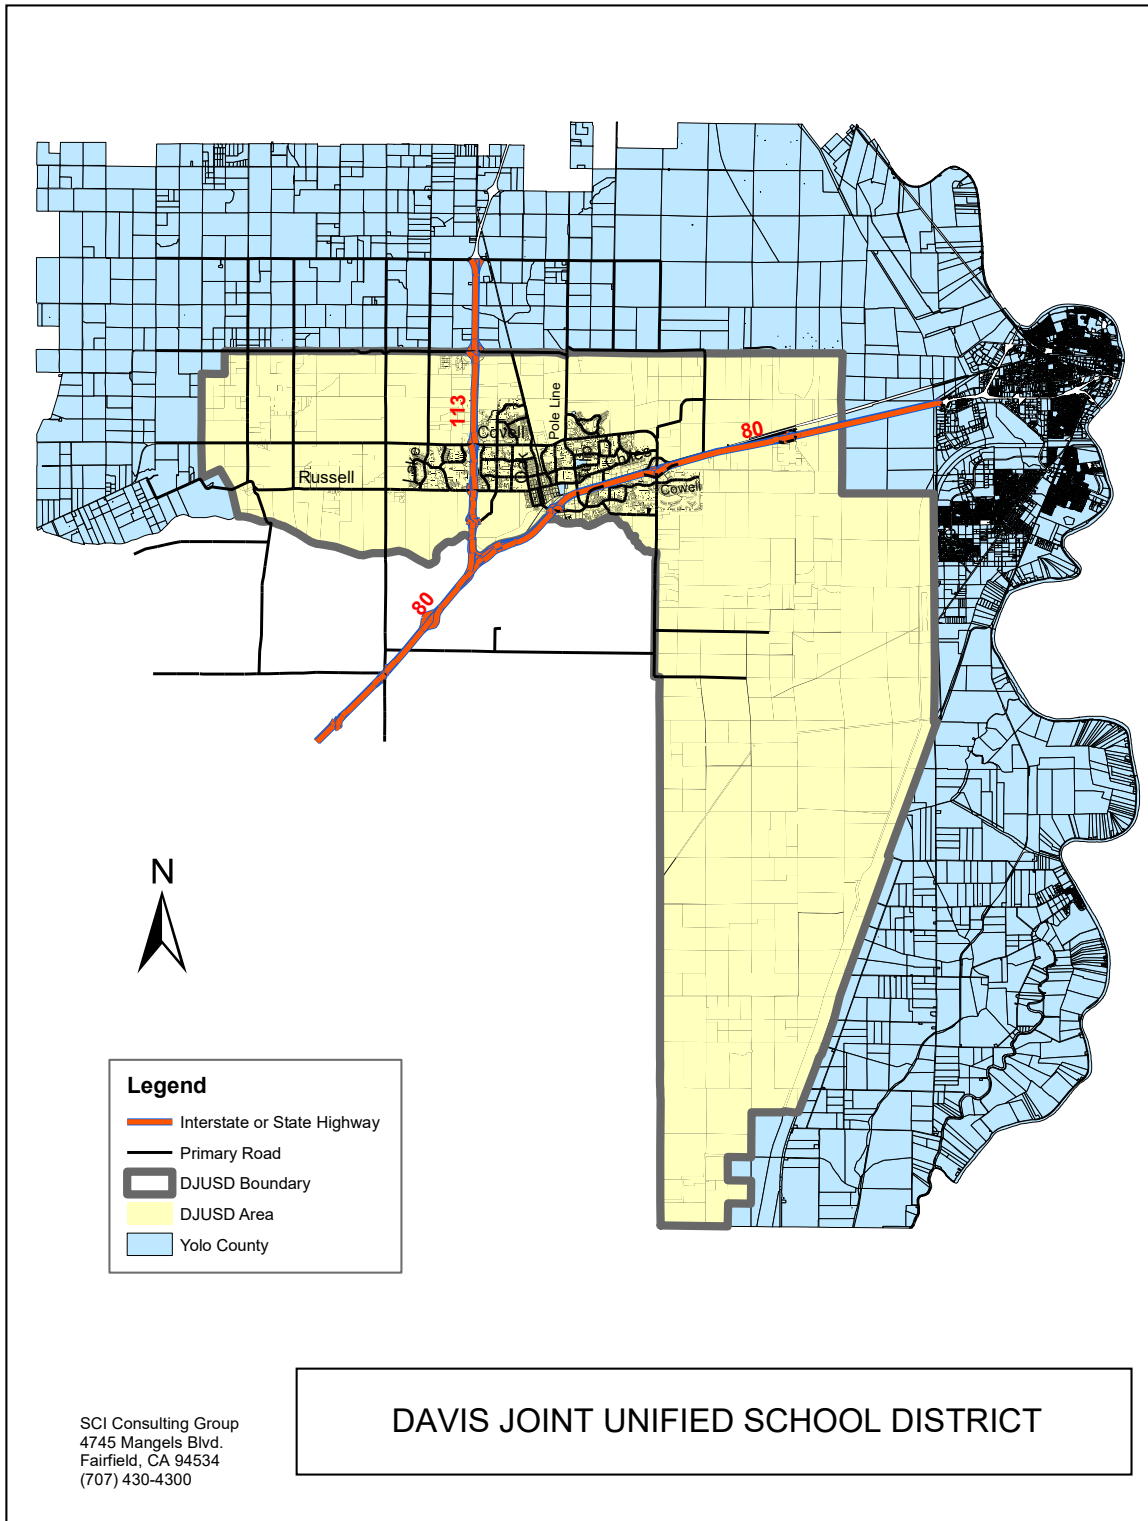 113
Pole Line
Covell
80
Lake
Russell
Cowell
80
N
Legend
Interstate or State Highway
Primary Road
DJUSD Boundary
DJUSD Area
Yolo County
DAVIS JOINT UNIFIED SCHOOL DISTRICT
SCI Consulting Group
4745 Mangels Blvd.
Fairfield, CA 94534
(707) 430-4300